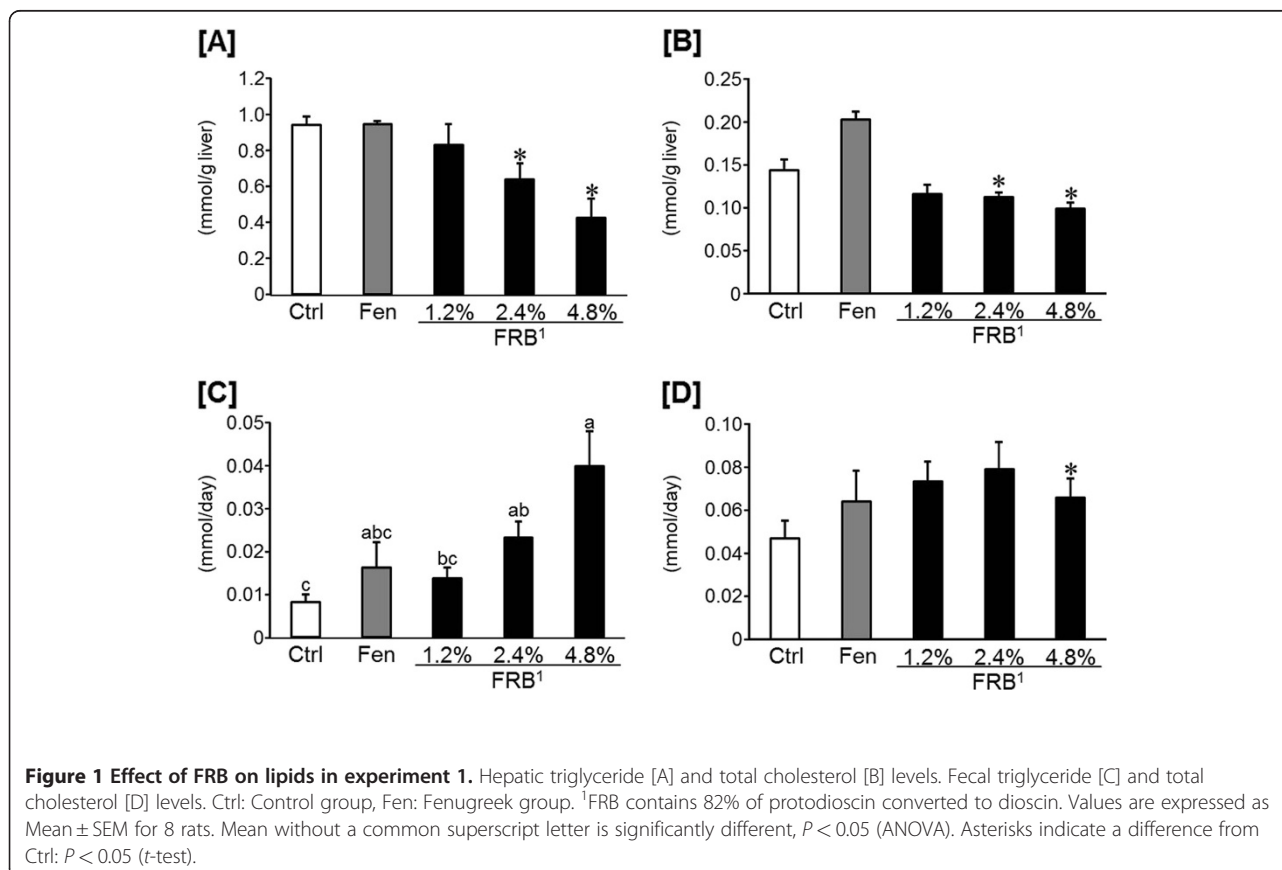 [A]
(mmol/g liver)
1.2
1.0
0.8
0.6
0.4
0.2
0
* *
Ctrl Fen 1.2% 2.4% 4.8%
FRB¹
[B]
(mmol/g liver)
0.25
0.20
0.15
0.10
0.05
0
* *
Ctrl Fen 1.2% 2.4% 4.8%
FRB¹
[C]
(mmol/day)
0.05
0.04
0.03
0.02
0.01
0
c abc bc ab a
Ctrl Fen 1.2% 2.4% 4.8%
FRB¹
[D]
(mmol/day)
0.10
0.08
0.06
0.04
0.02
0
*
Ctrl Fen 1.2% 2.4% 4.8%
FRB¹
Figure 1 Effect of FRB on lipids in experiment 1. Hepatic triglyceride [A] and total cholesterol [B] levels. Fecal triglyceride [C] and total
cholesterol [D] levels. Ctrl: Control group, Fen: Fenugreek group. ¹FRB contains 82% of protodioscin converted to dioscin. Values are expressed as
Mean ± SEM for 8 rats. Mean without a common superscript letter is significantly different, P < 0.05 (ANOVA). Asterisks indicate a difference from
Ctrl: P < 0.05 (t-test).